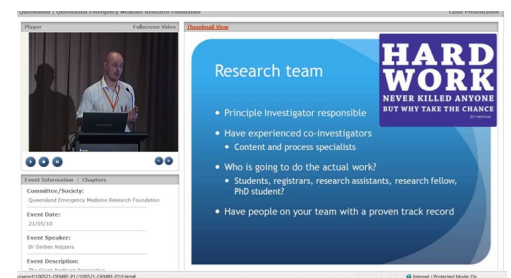 Queensland | Queensland Emergency Medicine Research Foundation
Close Presentation
Player
Fullscreen Video
Thumbnail View
Research team
HARD
WORK
NEVER KILLED ANYONE
BUT WHY TAKE THE CHANCE
• Principle Investigator responsible
• Have experienced co-investigators
• Content and process specialists
• Who is going to do the actual work?
• Students, registrars, research assistants, research fellow,
PhD student?
• Have people on your team with a proven track record
Event Information | Chapters
Committee/Society:
Queensland Emergency Medicine Research Foundation
Event Date:
21/05/10
Event Speaker:
Event Description:
Internet | Protected Mode: On